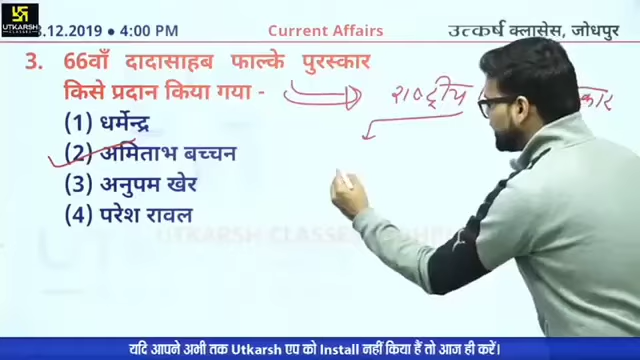 UTKARSH
CLASSES
.12.2019 ● 4:00 PM
Current Affairs
उत्कर्ष क्लासेस, जोधपुर
3. 66वाँ दादासाहब फाल्के पुरस्कार
किसे प्रदान किया गया -
राष्ट्रीय
(1) धर्मेन्द्र
(2) अमिताभ बच्चन
(3) अनुपम खेर
(4) परेश रावल
UTKARSH CLASSES
यदि आपने अभी तक Utkarsh एप को Install नहीं किया हैं तो आज ही करें।